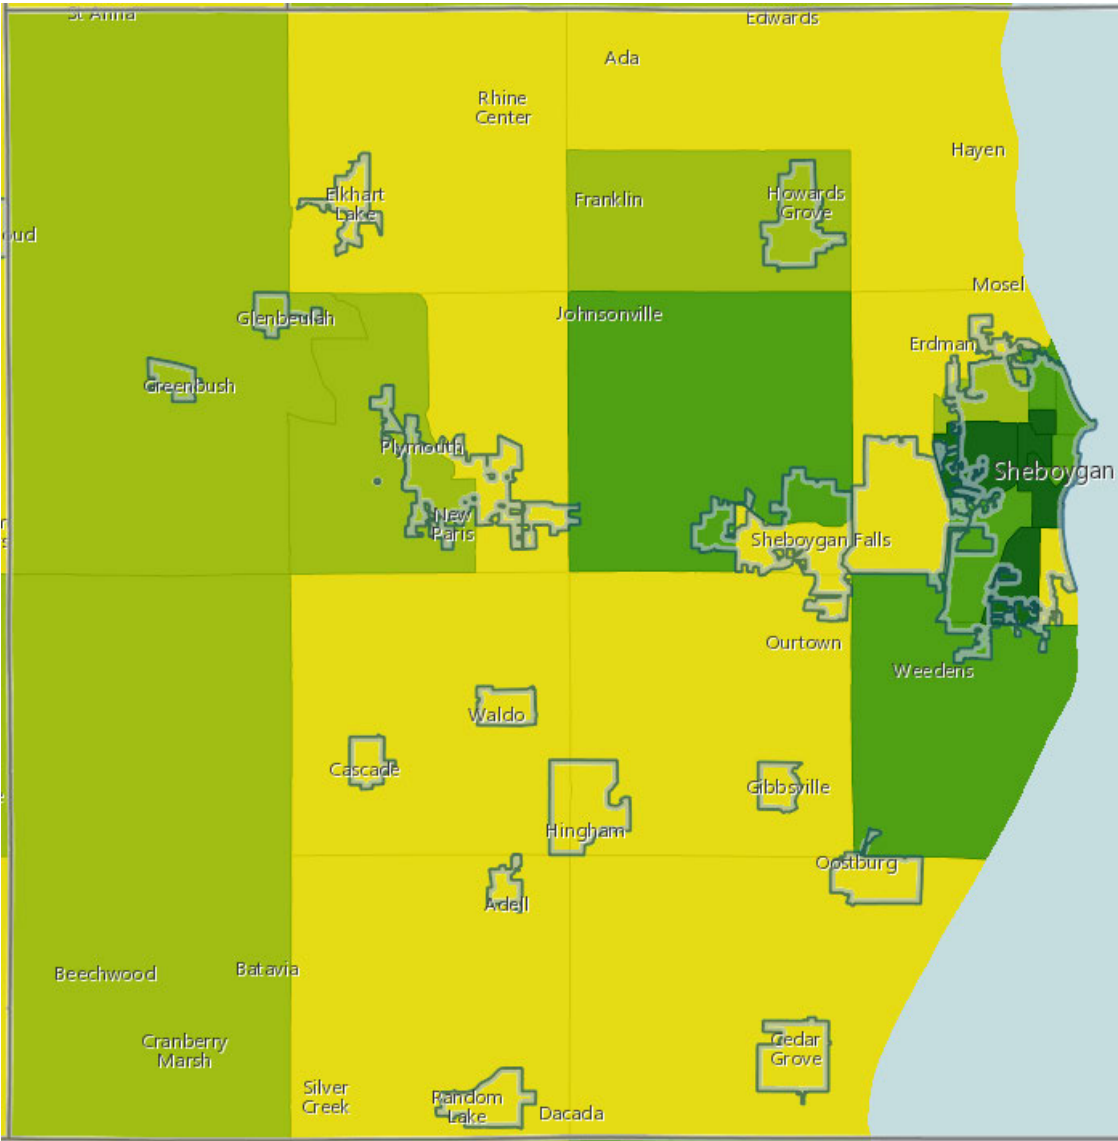 St Anna
Edwards
Ada
Rhine
Center
Hayen
Elkhart
Lake
Franklin
Howards
Grove
oud
Mosel
Glenbeulah
Johnsonville
Erdman
Greenbush
Plymouth
Sheboygan
New
Paris
Sheboygan Falls
Ourtown
Weedens
Waldo
Cascade
Gibbsville
Hingham
Oostburg
Adell
Batavia
Beechwood
Cranberry
Marsh
Cedar
Grove
Silver
Creek
Random
Lake
Dacada